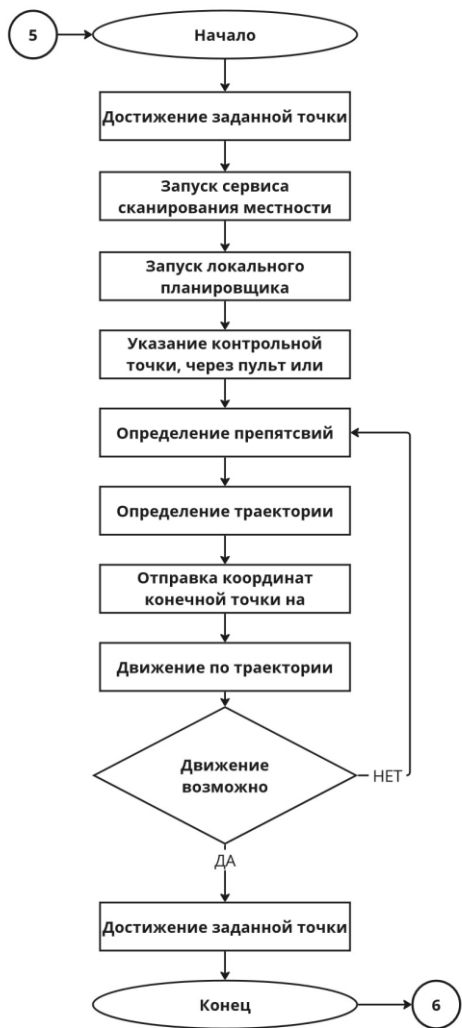 5
Начало
Достижение заданной точки
Запуск сервиса
сканирования местности
Запуск локального
планировщика
Указание контрольной
точки, через пульт или
Определение препятсвий
Определение траектории
Отправка координат
конечной точки на
Движение по траектории
Движение
возможно
НЕТ
ДА
Достижение заданной точки
Конец
6